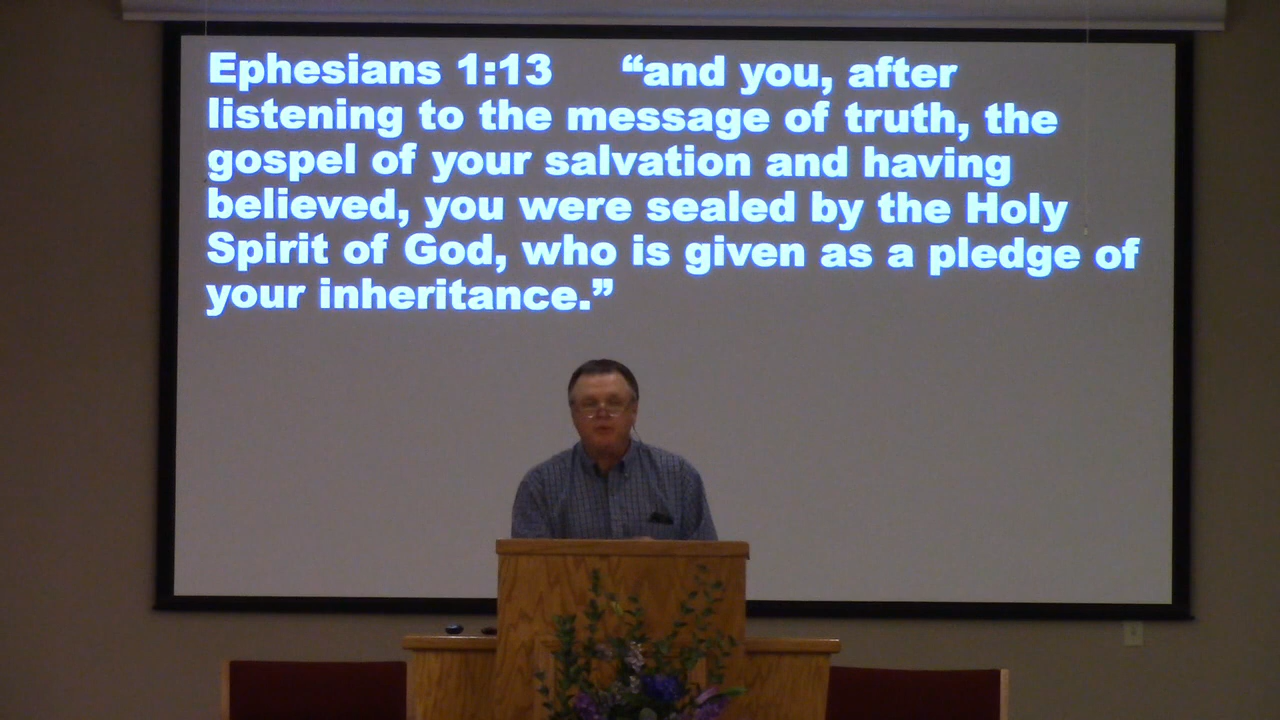 Ephesians 1:13 “and you, after
listening to the message of truth, the
gospel of your salvation and having
believed, you were sealed by the Holy
Spirit of God, who is given as a pledge of
your inheritance.”